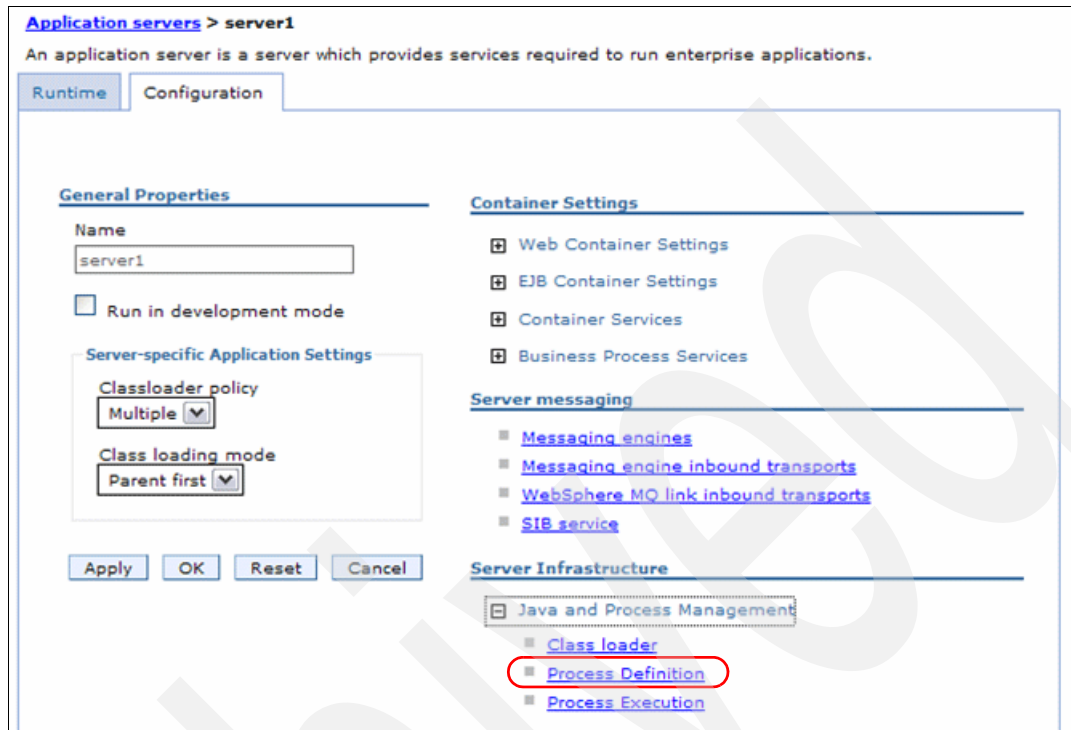 Application servers > server1
An application server is a server which provides services required to run enterprise applications.
Runtime
Configuration
General Properties
Name
server1
Run in development mode
Server-specific Application Settings
Classloader policy
Multiple
Class loading mode
Parent first
Apply
OK
Reset
Cancel
Container Settings
Web Container Settings
EJB Container Settings
Container Services
Business Process Services
Server messaging
Messaging engines
Messaging engine inbound transports
WebSphere MQ link inbound transports
SIB service
Server Infrastructure
Java and Process Management
Class loader
Process Definition
Process Execution